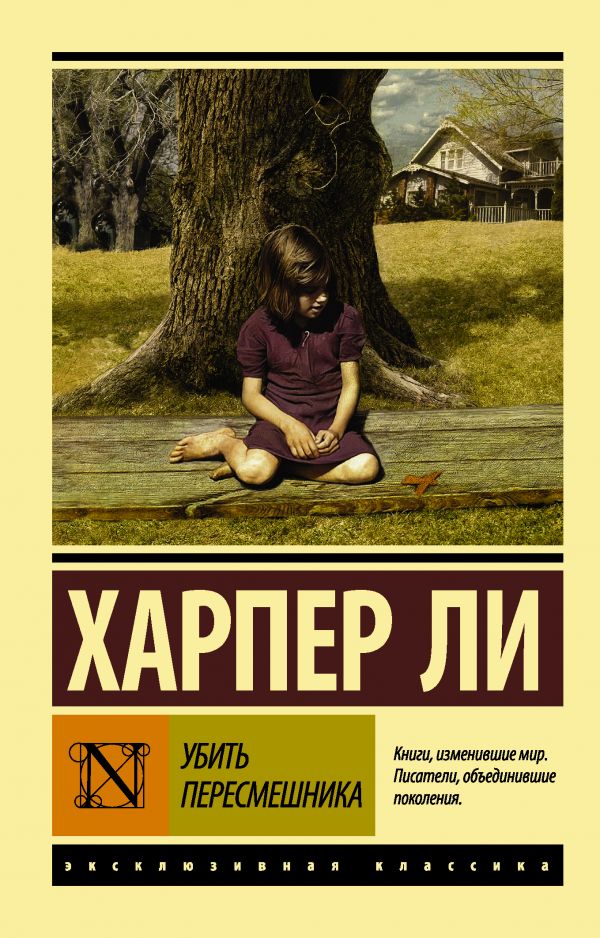 ХАРПЕР ЛИ
N
УБИТЬ
ПЕРЕСМЕШНИКА
Книги, изменившие мир.
Писатели, объединившие
поколения.
эксклюзивная классика